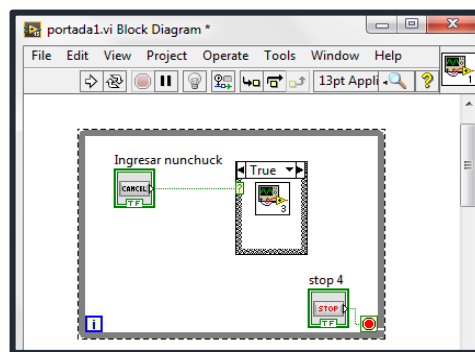 portada1.vi Block Diagram *
File Edit View Project Operate Tools Window Help
13pt Appli
1
Ingresar nunchuck
True
CANCEL
TF
?
3
stop 4
STOP
TF
i